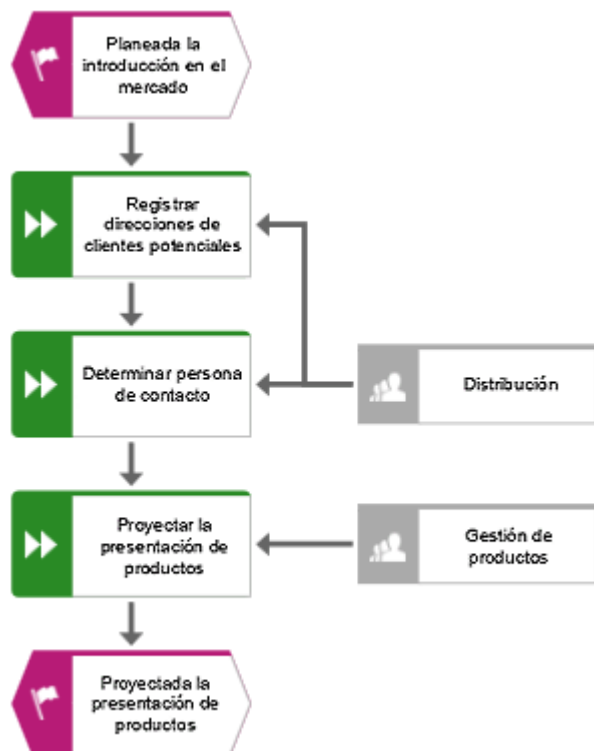 Planeada la
introducción en el
mercado
Registrar
direcciones de
clientes potenciales
Determinar persona
de contacto
Distribución
Proyectar la
presentación de
productos
Gestión de
productos
Proyectada la
presentación de
productos